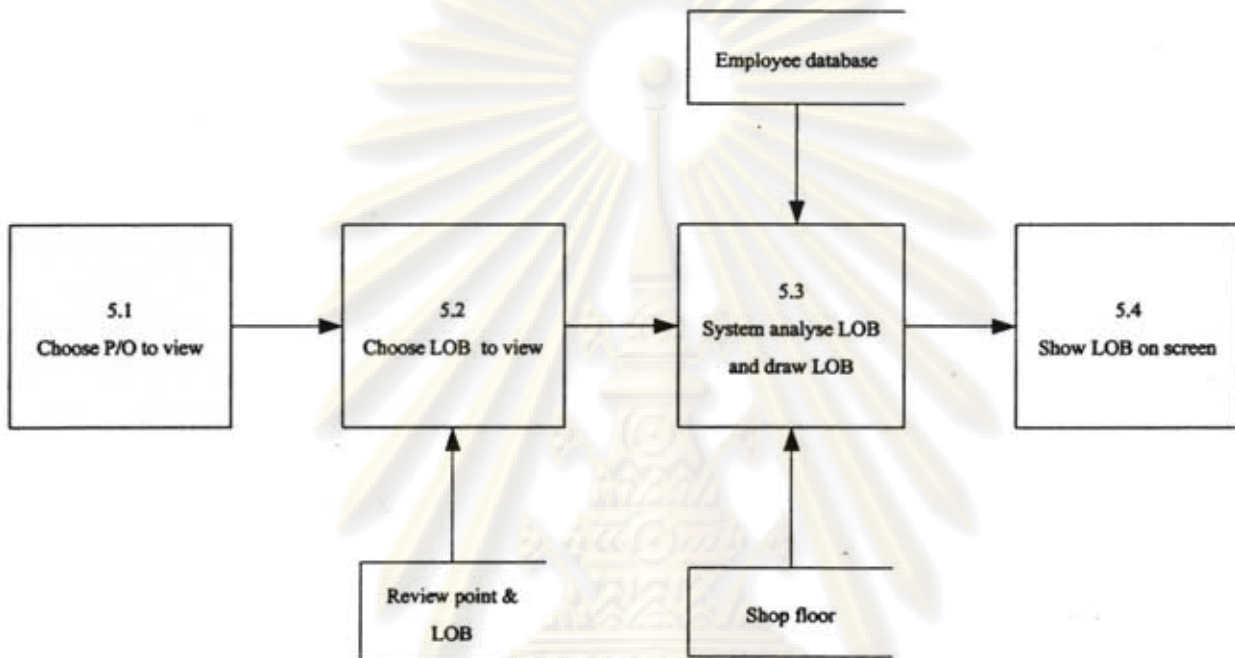 Employee database
5.1
Choose P/O to view
5.2
Choose LOB to view
5.3
System analyse LOB
and draw LOB
5.4
Show LOB on screen
Review point &
LOB
Shop floor